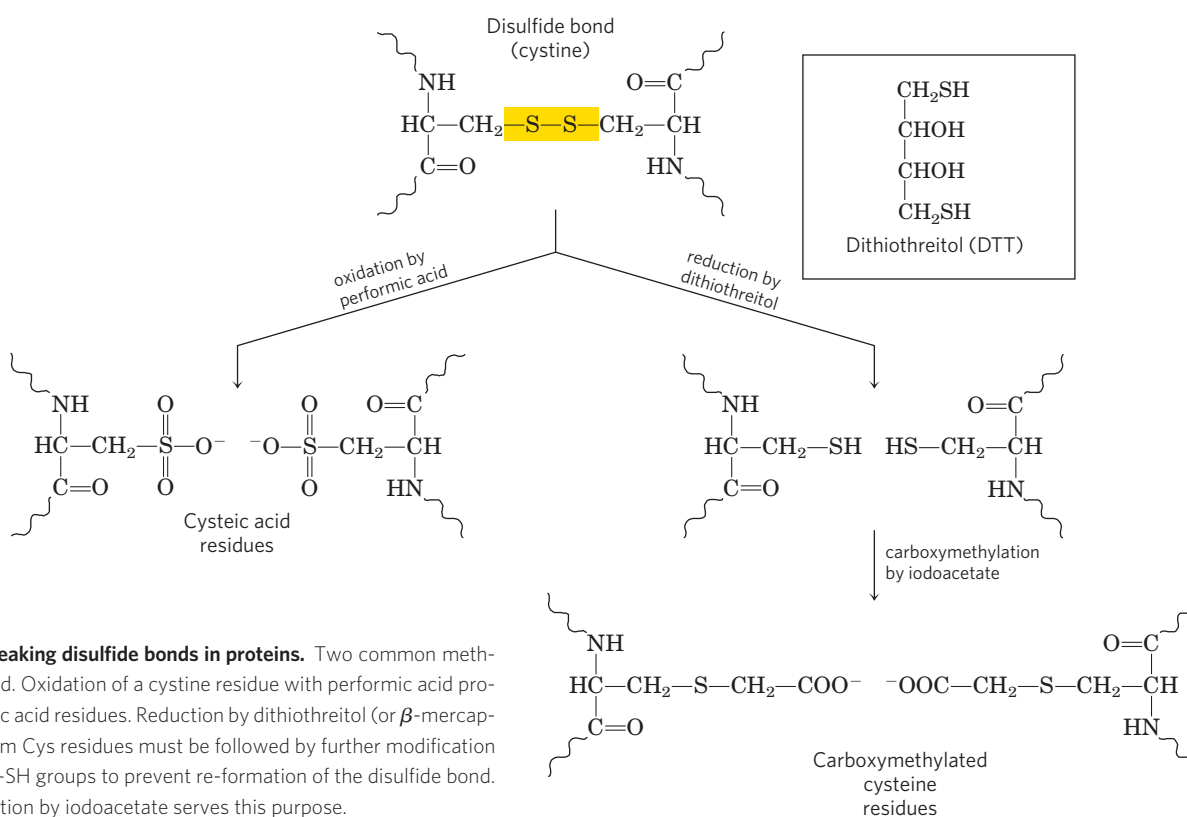 Disulfide bond
(cystine)
NH
O=C
HC—CH₂—S—S—CH₂—CH
C=O
HN
CH₂SH
CHOH
CHOH
CH₂SH
Dithiothreitol (DTT)
oxidation by
performic acid
reduction by
dithiothreitol
NH
O
O
O=C
HC—CH₂—S—O⁻
⁻O—S—CH₂—CH
C=O
O
O
HN
Cysteic acid
residues
NH
O=C
HC—CH₂—SH
HS—CH₂—CH
C=O
HN
carboxymethylation
by iodoacetate
NH
O=C
HC—CH₂—S—CH₂—COO⁻
⁻OOC—CH₂—S—CH₂—CH
C=O
HN
Carboxymethylated
cysteine
residues
eaking disulfide bonds in proteins. Two common meth-
d. Oxidation of a cystine residue with performic acid pro-
c acid residues. Reduction by dithiothreitol (or β-mercap-
m Cys residues must be followed by further modification
-SH groups to prevent re-formation of the disulfide bond.
tion by iodoacetate serves this purpose.